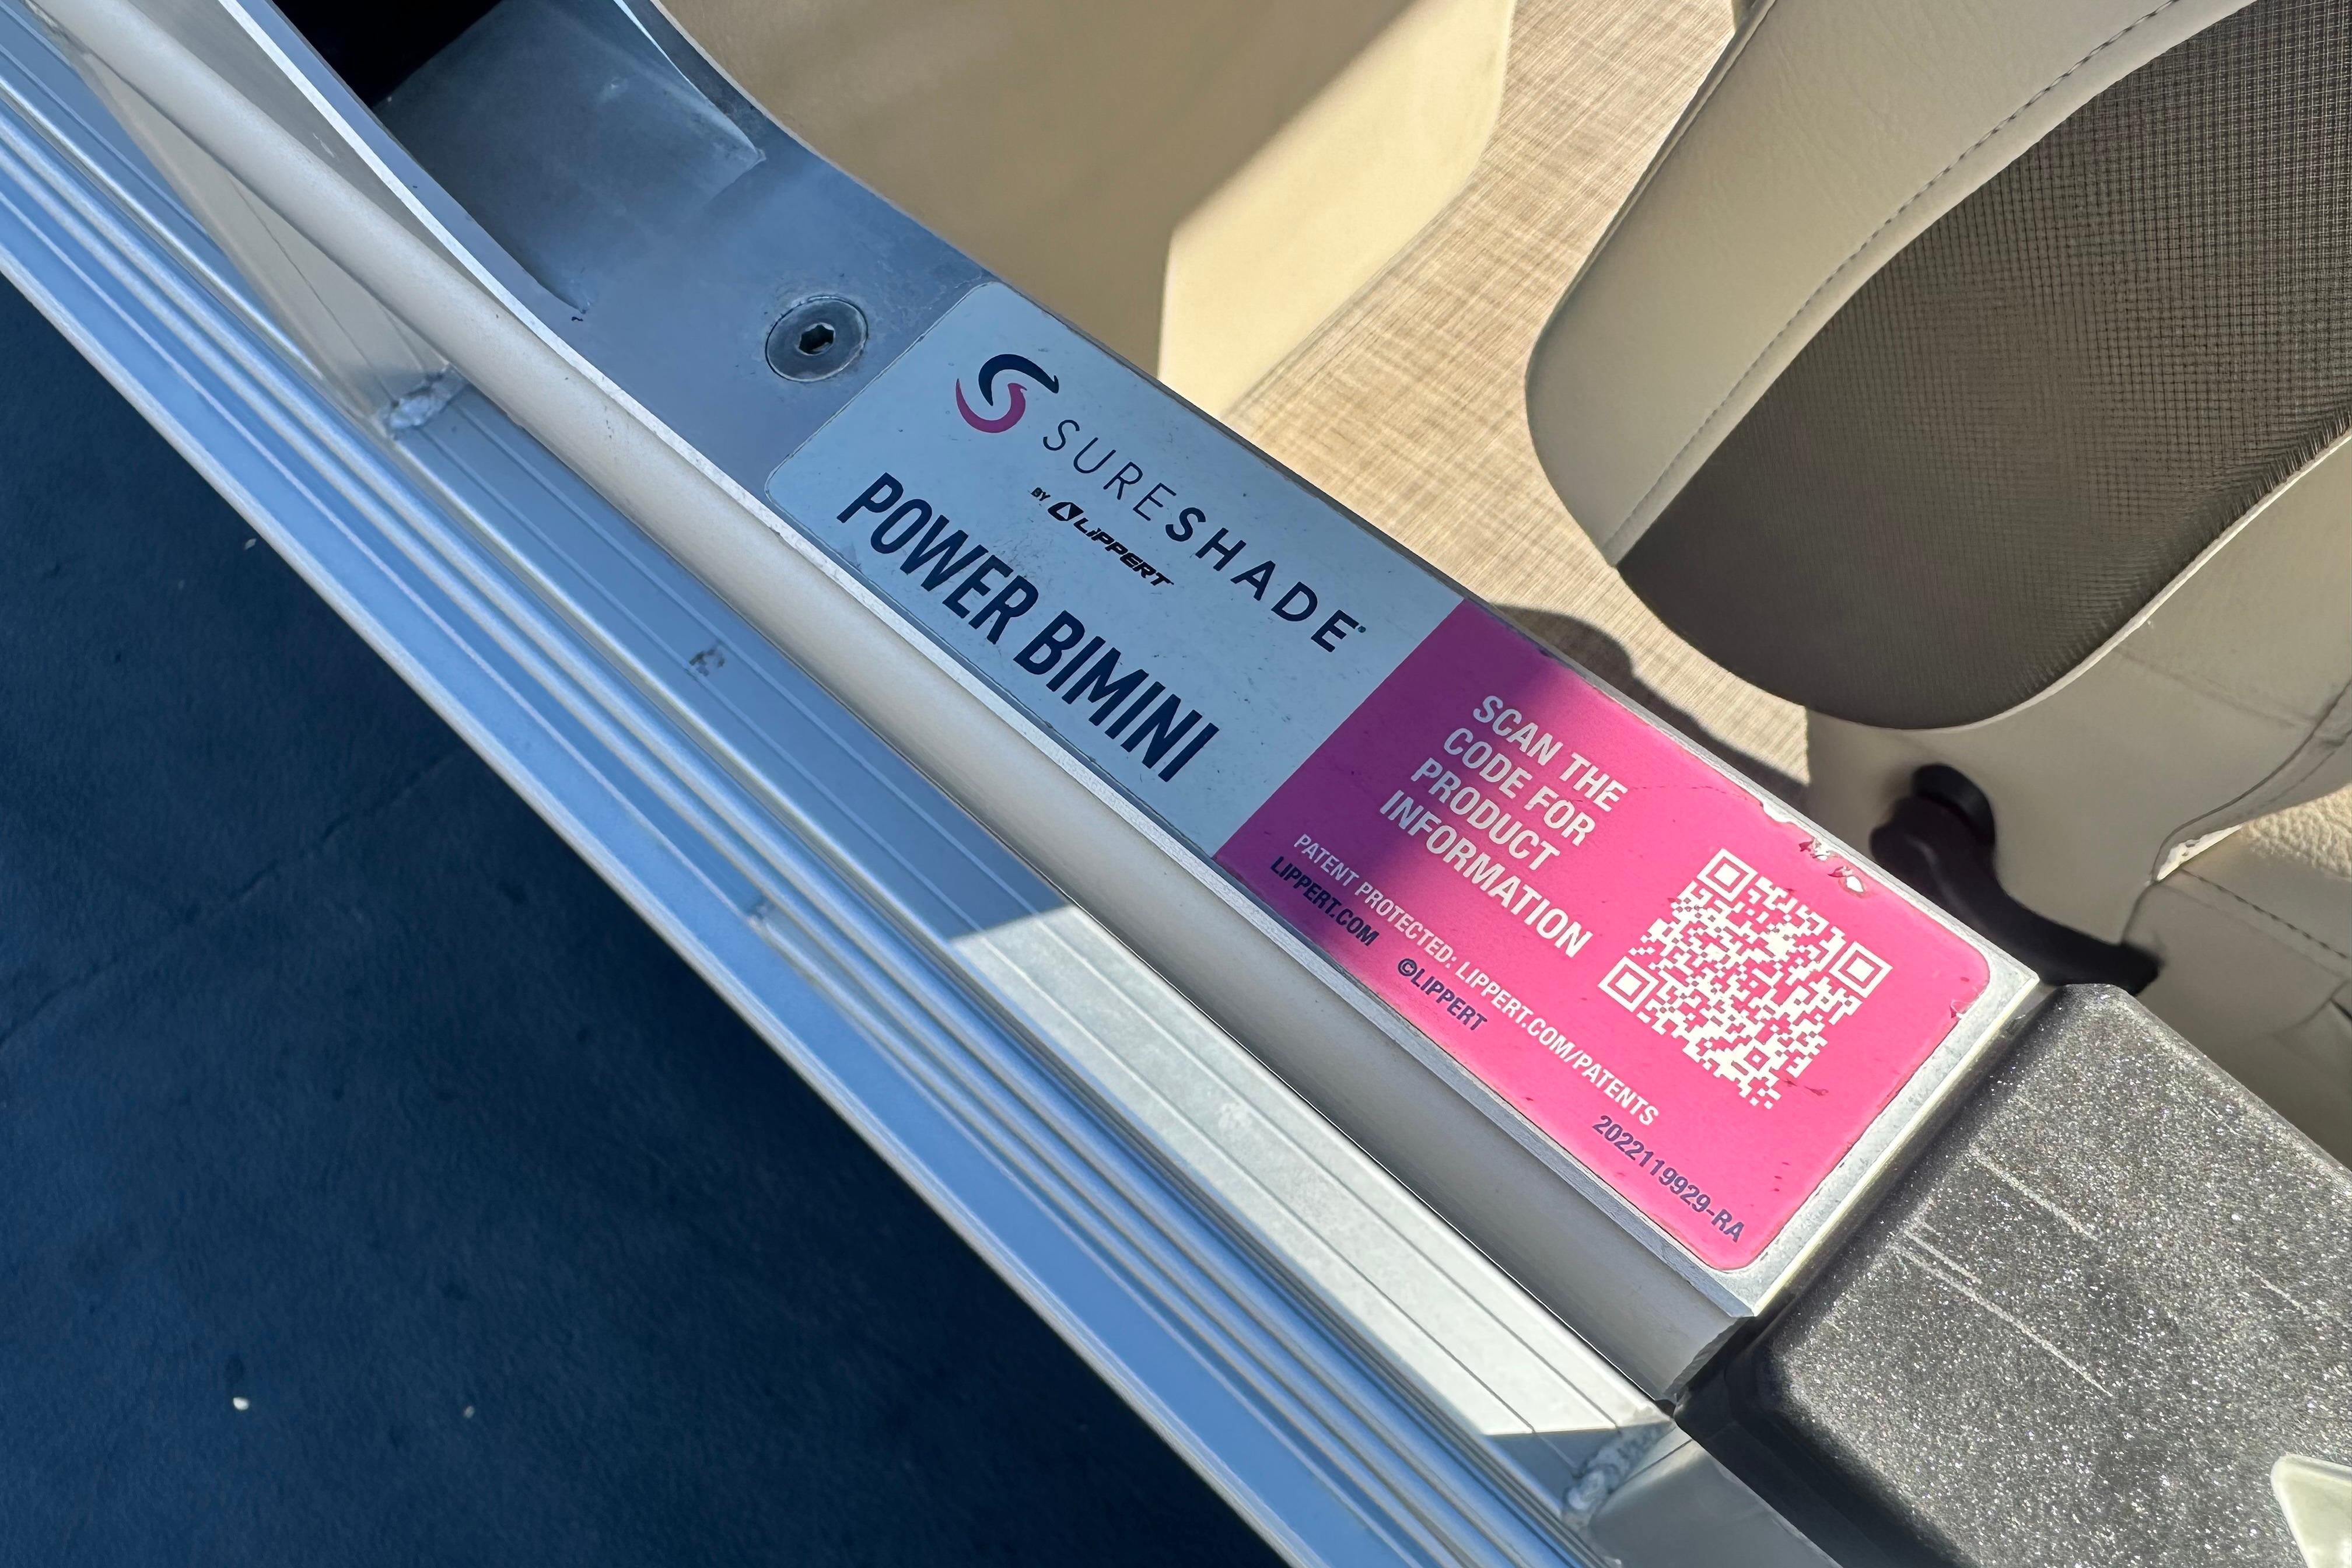 SURESHADE
BY LIPPERT
POWER BIMINI
SCAN THE
CODE FOR
PRODUCT
INFORMATION
PATENT PROTECTED: LIPPERT.COM/PATENTS
LIPPERT.COM ©LIPPERT 2022119929-RA